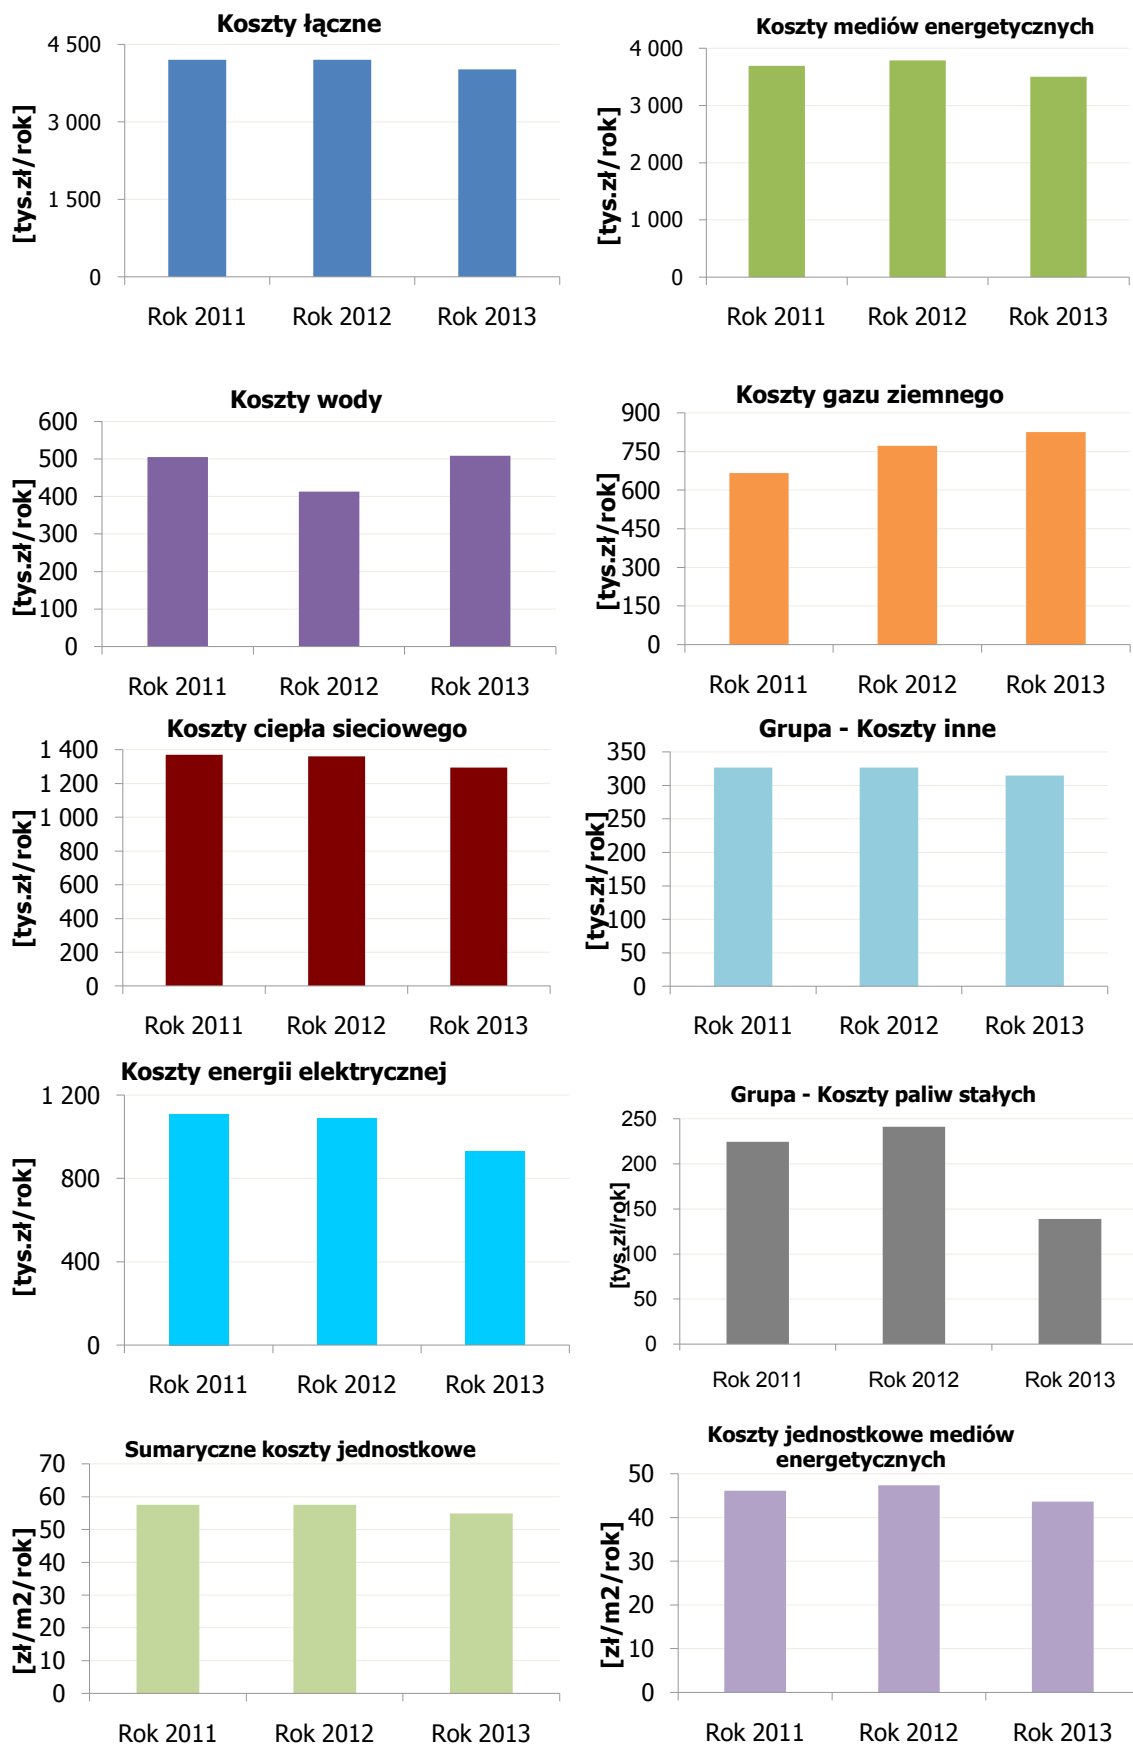 Koszty łączne
[tys.zł/rok]
4 500
3 000
1 500
0
Rok 2011 Rok 2012 Rok 2013
Koszty mediów energetycznych
[tys.zł/rok]
4 000
3 000
2 000
1 000
0
Rok 2011 Rok 2012 Rok 2013
Koszty wody
[tys.zł/rok]
600
500
400
300
200
100
0
Rok 2011 Rok 2012 Rok 2013
Koszty gazu ziemnego
[tys.zł/rok]
900
750
600
450
300
150
0
Rok 2011 Rok 2012 Rok 2013
Koszty ciepła sieciowego
[tys.zł/rok]
1 400
1 200
1 000
800
600
400
200
0
Rok 2011 Rok 2012 Rok 2013
Grupa - Koszty inne
[tys.zł/rok]
350
300
250
200
150
100
50
0
Rok 2011 Rok 2012 Rok 2013
Koszty energii elektrycznej
[tys.zł/rok]
1 200
800
400
0
Rok 2011 Rok 2012 Rok 2013
Grupa - Koszty paliw stałych
[tys.zł/rok]
250
200
150
100
50
0
Rok 2011 Rok 2012 Rok 2013
Sumaryczne koszty jednostkowe
[zł/m2/rok]
70
60
50
40
30
20
10
0
Rok 2011 Rok 2012 Rok 2013
Koszty jednostkowe mediów
energetycznych
[zł/m2/rok]
50
40
30
20
10
0
Rok 2011 Rok 2012 Rok 2013